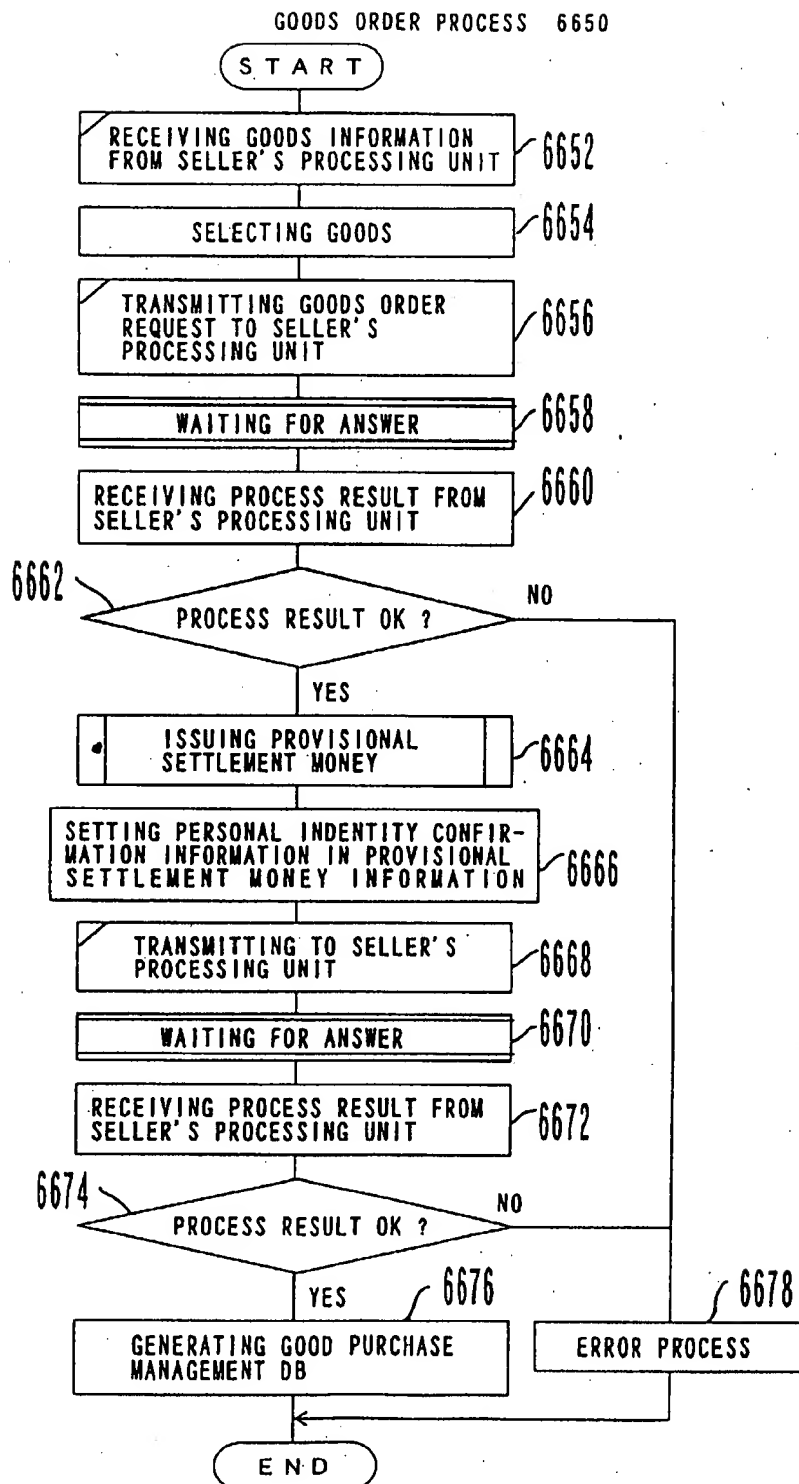 GOODS ORDER PROCESS 6650
START
RECEIVING GOODS INFORMATION
FROM SELLER'S PROCESSING UNIT
6652
SELECTING GOODS
6654
TRANSMITTING GOODS ORDER
REQUEST TO SELLER'S
PROCESSING UNIT
6656
WAITING FOR ANSWER
6658
RECEIVING PROCESS RESULT FROM
SELLER'S PROCESSING UNIT
6660
6662
PROCESS RESULT OK ?
NO
YES
ISSUING PROVISIONAL
SETTLEMENT MONEY
6664
SETTING PERSONAL INDENTITY CONFIR-
MATION INFORMATION IN PROVISIONAL
SETTLEMENT MONEY INFORMATION
6666
TRANSMITTING TO SELLER'S
PROCESSING UNIT
6668
WAITING FOR ANSWER
6670
RECEIVING PROCESS RESULT FROM
SELLER'S PROCESSING UNIT
6672
6674
PROCESS RESULT OK ?
NO
YES
6676
GENERATING GOOD PURCHASE
MANAGEMENT DB
6678
ERROR PROCESS
END